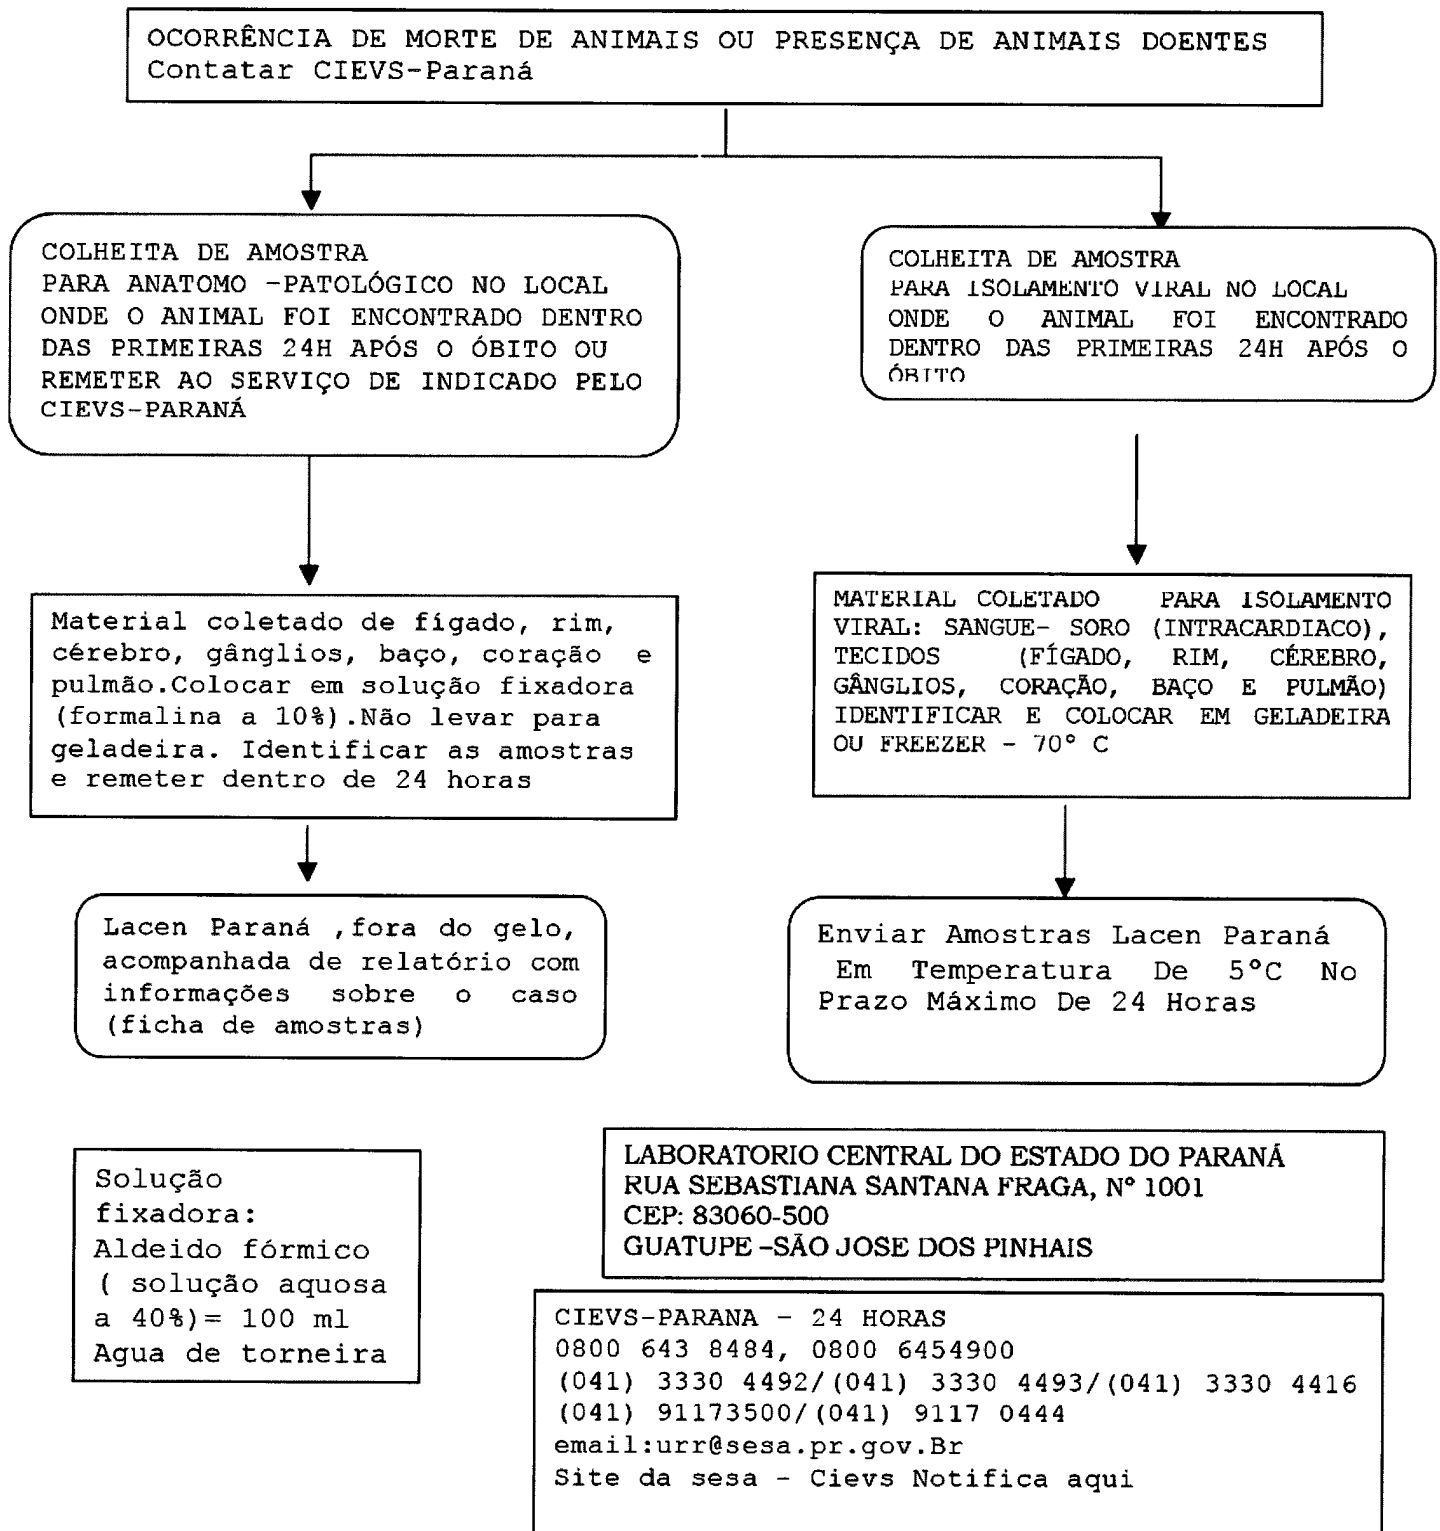 OCORRÊNCIA DE MORTE DE ANIMAIS OU PRESENÇA DE ANIMAIS DOENTES
Contatar CIEVS-Paraná
COLHEITA DE AMOSTRA
PARA ANATOMO -PATOLÓGICO NO LOCAL
ONDE O ANIMAL FOI ENCONTRADO DENTRO
DAS PRIMEIRAS 24H APÓS O ÓBITO OU
REMETER AO SERVIÇO DE INDICADO PELO
CIEVS-PARANÁ
COLHEITA DE AMOSTRA
PARA ISOLAMENTO VIRAL NO LOCAL
ONDE O ANIMAL FOI ENCONTRADO
DENTRO DAS PRIMEIRAS 24H APÓS O
ÓBITO
Material coletado de fígado, rim,
cérebro, gânglios, baço, coração e
pulmão.Colocar em solução fixadora
(formalina a 10%).Não levar para
geladeira. Identificar as amostras
e remeter dentro de 24 horas
MATERIAL COLETADO PARA ISOLAMENTO
VIRAL: SANGUE- SORO (INTRACARDIACO),
TECIDOS (FÍGADO, RIM, CÉREBRO,
GÂNGLIOS, CORAÇÃO, BAÇO E PULMÃO)
IDENTIFICAR E COLOCAR EM GELADEIRA
OU FREEZER - 70° C
Lacen Paraná ,fora do gelo,
acompanhada de relatório com
informações sobre o caso
(ficha de amostras)
Enviar Amostras Lacen Paraná
Em Temperatura De 5°C No
Prazo Máximo De 24 Horas
Solução
fixadora:
Aldeido fórmico
( solução aquosa
a 40%)= 100 ml
Agua de torneira
LABORATORIO CENTRAL DO ESTADO DO PARANÁ
RUA SEBASTIANA SANTANA FRAGA, Nº 1001
CEP: 83060-500
GUATUPE –SÃO JOSE DOS PINHAIS
CIEVS-PARANA - 24 HORAS
0800 643 8484, 0800 6454900
(041) 3330 4492/(041) 3330 4493/(041) 3330 4416
(041) 91173500/(041) 9117 0444
email:urr@sesa.pr.gov.Br
Site da sesa - Cievs Notifica aqui